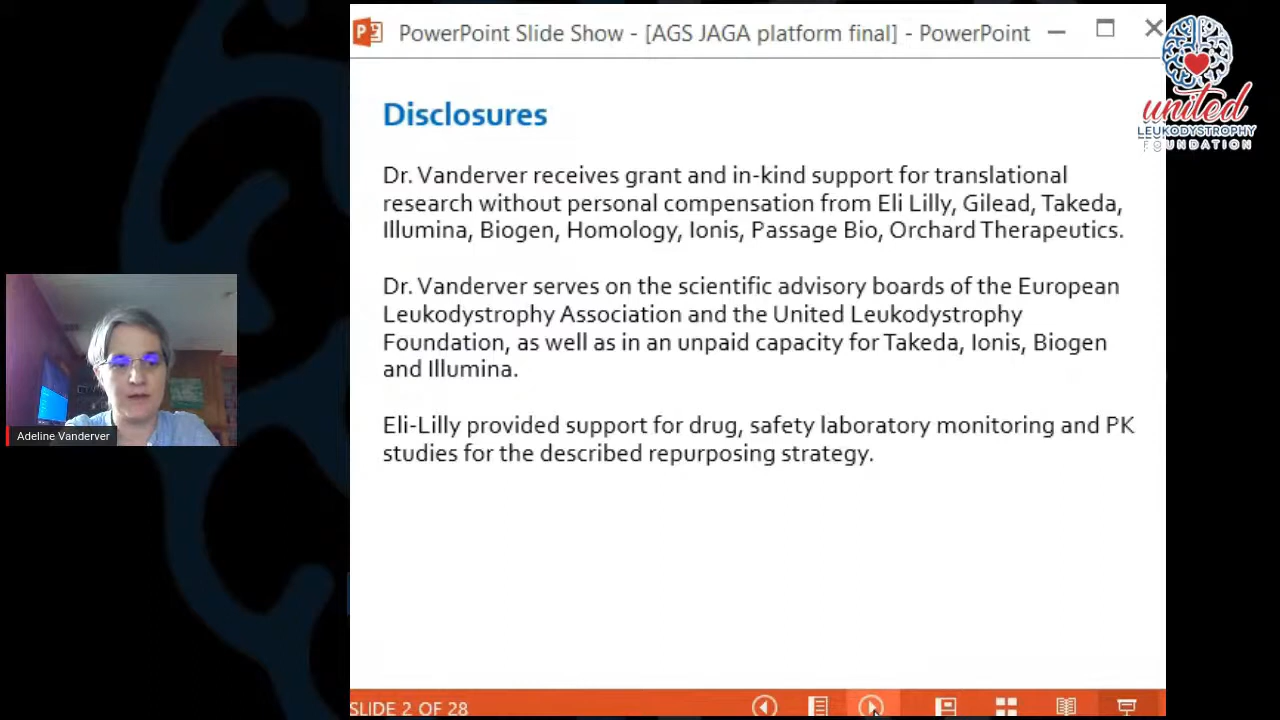 PowerPoint Slide Show - [AGS JAGA platform final] - PowerPoint
united
LEUKODYSTROPHY
FOUNDATION
Disclosures
Dr. Vanderver receives grant and in-kind support for translational
research without personal compensation from Eli Lilly, Gilead, Takeda,
Illumina, Biogen, Homology, Ionis, Passage Bio, Orchard Therapeutics.
Dr. Vanderver serves on the scientific advisory boards of the European
Leukodystrophy Association and the United Leukodystrophy
Foundation, as well as in an unpaid capacity for Takeda, Ionis, Biogen
and Illumina.
Eli-Lilly provided support for drug, safety laboratory monitoring and PK
studies for the described repurposing strategy.
Adeline Vanderver
SLIDE 2 OF 28